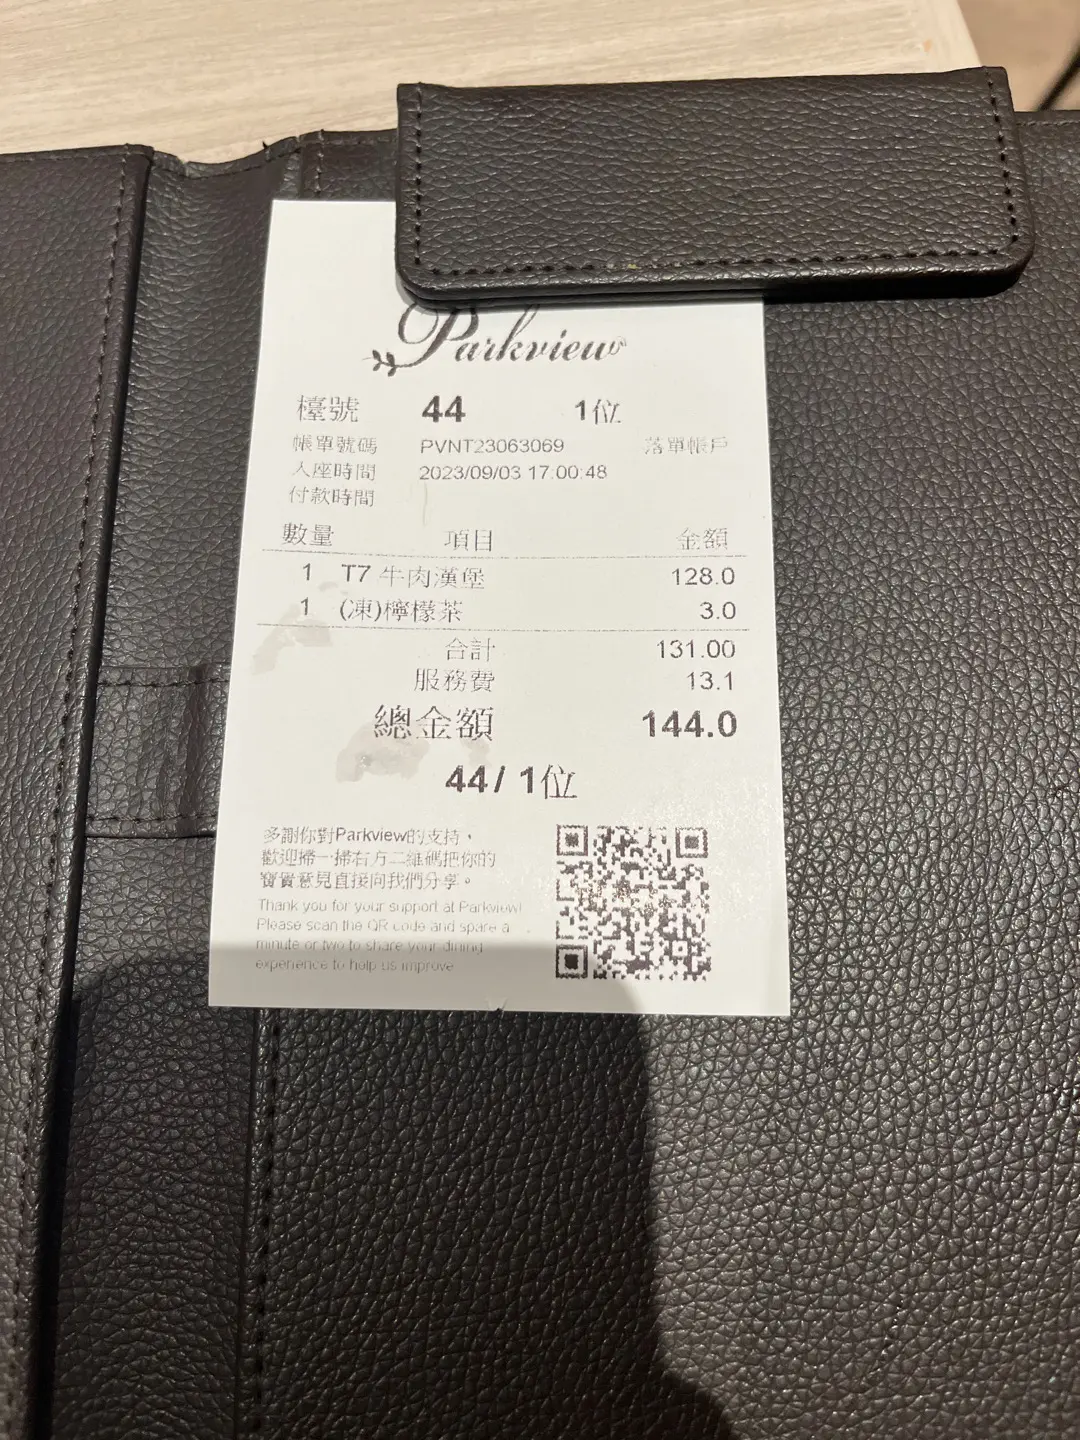 Parkview
檯號 44 1位
帳單號碼 PVNT23063069 落單帳戶
入座時間 2023/09/03 17:00:48
付款時間
數量 項目 金額
1 T7 牛肉漢堡 128.0
1 (凍)檸檬茶 3.0
合計 131.00
服務費 13.1
總金額 144.0
44/ 1位
多謝你對Parkview的支持，
歡迎掃一掃右方二維碼把你的
寶貴意見直接向我們分享。
Thank you for your support at Parkview!
Please scan the QR code and spare a
minute or two to share your dining
experience to help us improve